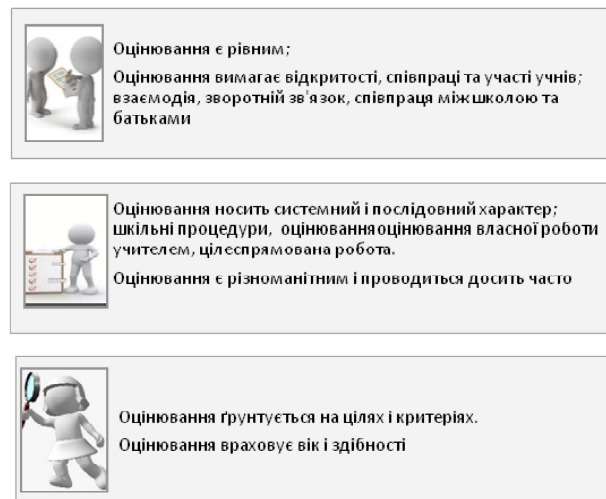 Оцінювання є рівним;
Оцінювання вимагає відкритості, співпраці та участі учнів;
взаємодія, зворотній зв'язок, співпраця між школою та
батьками
Оцінювання носить системний і послідовний характер;
шкільні процедури, оцінюванняоцінювання власної роботи
учителем, цілеспрямована робота.
Оцінювання є різноманітним і проводиться досить часто
Оцінювання ґрунтується на цілях і критеріях.
Оцінювання враховує вік і здібності